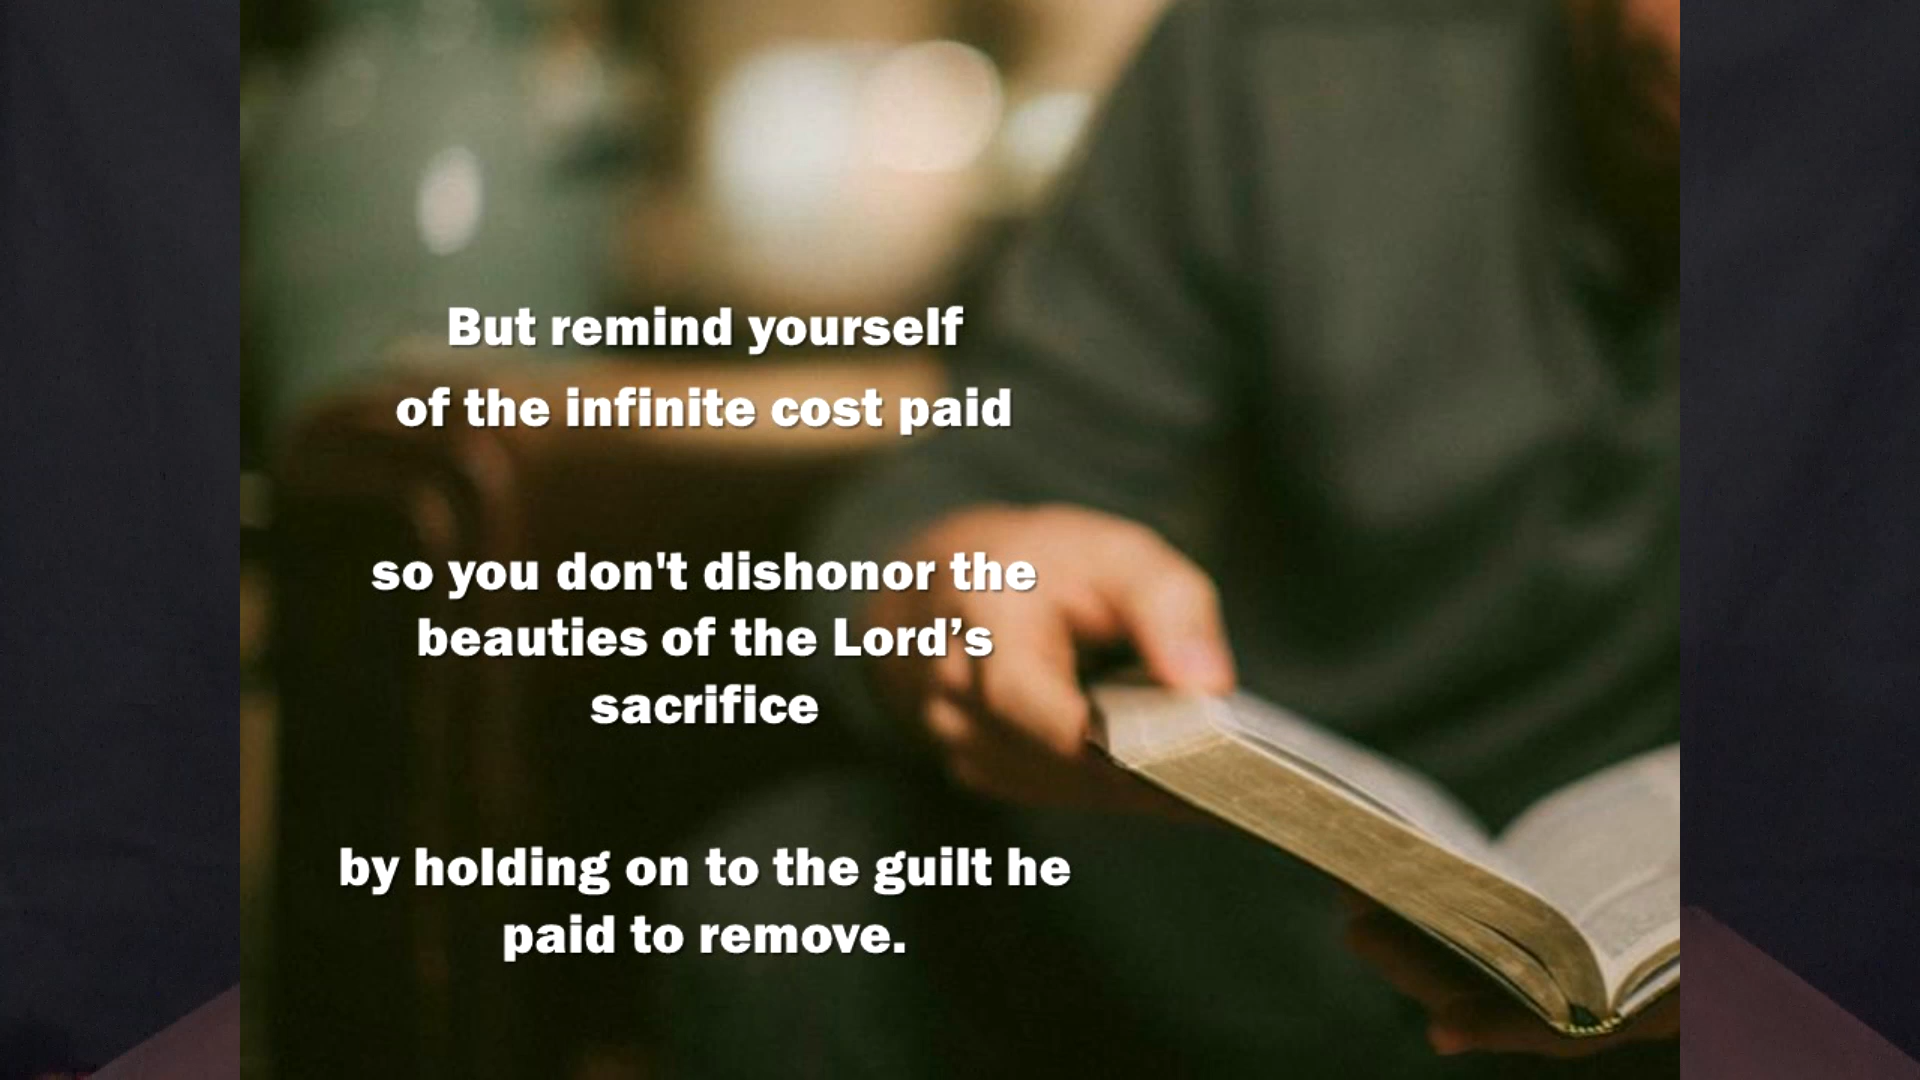 But remind yourself
of the infinite cost paid
so you don't dishonor the
beauties of the Lord’s
sacrifice
by holding on to the guilt he
paid to remove.